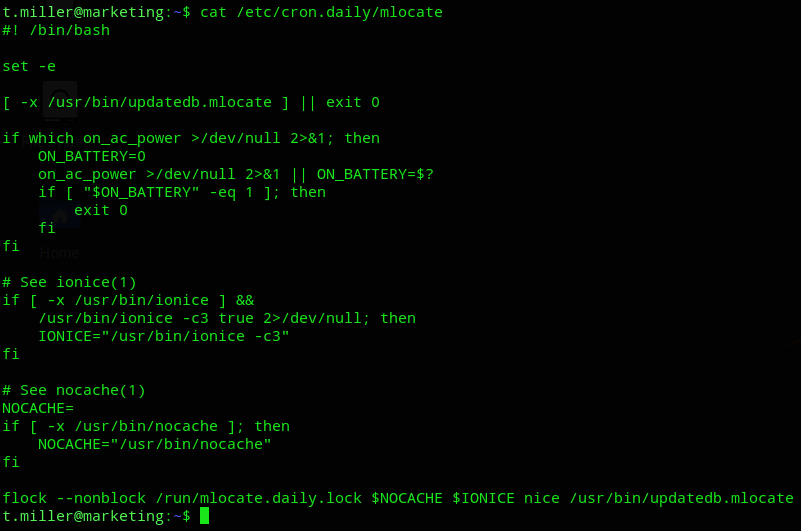 t.miller@marketing:~$ cat /etc/cron.daily/mlocate
#! /bin/bash
set -e
[ -x /usr/bin/updatedb.mlocate ] || exit 0
if which on_ac_power >/dev/null 2>&1; then
    ON_BATTERY=0
    on_ac_power >/dev/null 2>&1 || ON_BATTERY=$?
    if [ "$ON_BATTERY" -eq 1 ]; then
        exit 0
    fi
fi
Home
# See ionice(1)
if [ -x /usr/bin/ionice ] &&
    /usr/bin/ionice -c3 true 2>/dev/null; then
    IONICE="/usr/bin/ionice -c3"
fi
# See nocache(1)
NOCACHE=
if [ -x /usr/bin/nocache ]; then
    NOCACHE="/usr/bin/nocache"
fi
flock --nonblock /run/mlocate.daily.lock $NOCACHE $IONICE nice /usr/bin/updatedb.mlocate
t.miller@marketing:~$